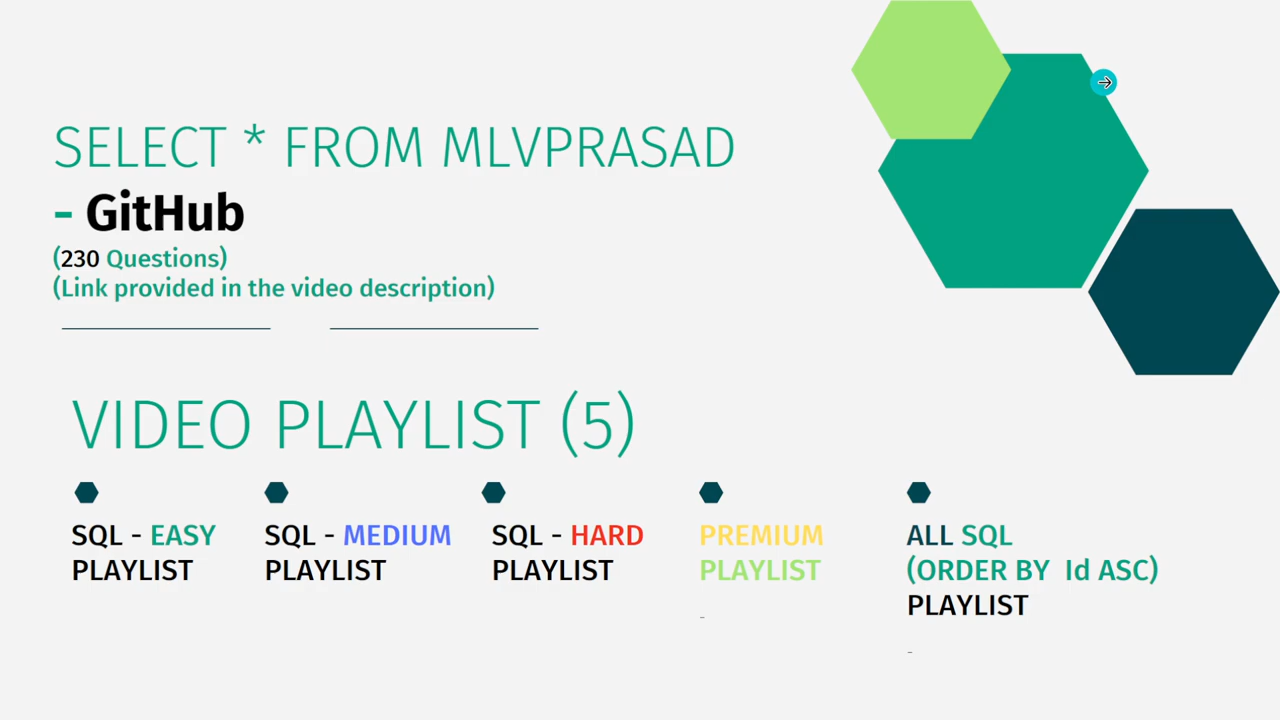 SELECT * FROM MLVPRASAD
- GitHub
(230 Questions)
(Link provided in the video description)
VIDEO PLAYLIST (5)
SQL - EASY
PLAYLIST
SQL - MEDIUM
PLAYLIST
SQL - HARD
PLAYLIST
PREMIUM
PLAYLIST
-
ALL SQL
(ORDER BY Id ASC)
PLAYLIST
-